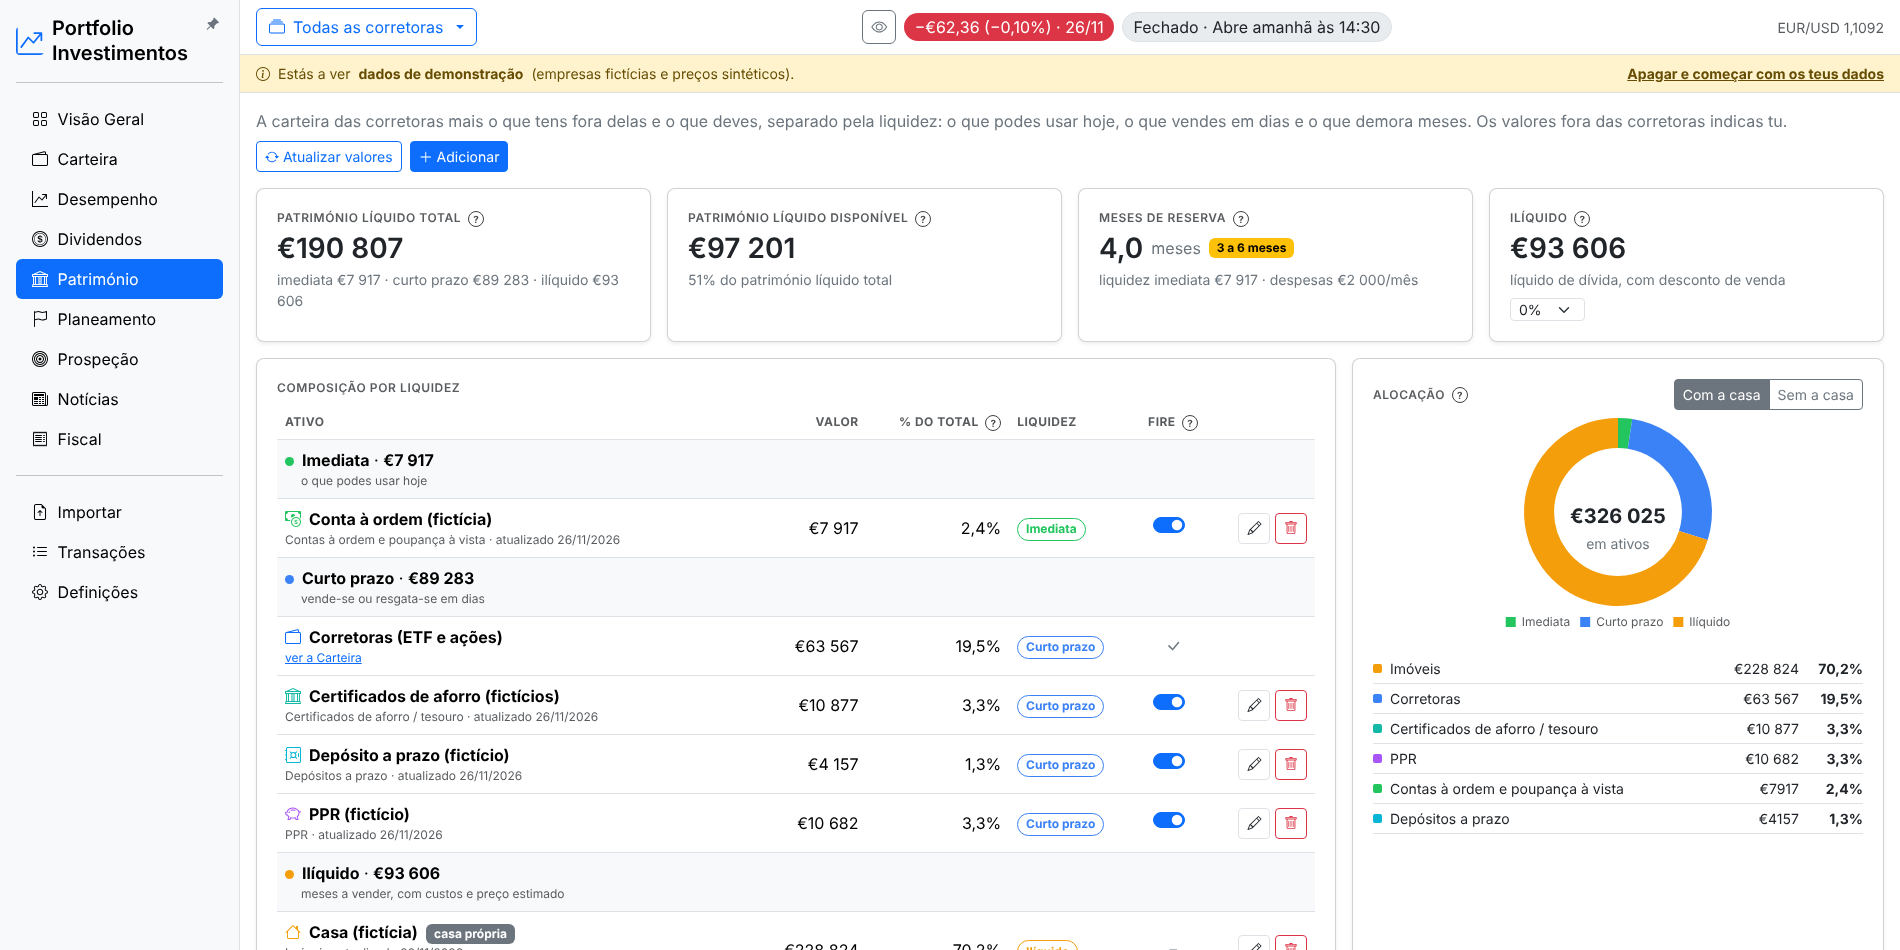 Portfolio
Investimentos
Visão Geral
Carteira
Desempenho
Dividendos
Património
Planeamento
Prospeção
Notícias
Fiscal
Importar
Transações
Definições
Todas as corretoras
−€62,36 (−0,10%) · 26/11
Fechado · Abre amanhã às 14:30
EUR/USD 1,1092
Estás a ver dados de demonstração (empresas fictícias e preços sintéticos).
Apagar e começar com os teus dados
A carteira das corretoras mais o que tens fora delas e o que deves, separado pela liquidez: o que podes usar hoje, o que vendes em dias e o que demora meses. Os valores fora das corretoras indicas tu.
Atualizar valores
+ Adicionar
PATRIMÓNIO LÍQUIDO TOTAL ?
€190 807
imediata €7 917 · curto prazo €89 283 · ilíquido €93
606
PATRIMÓNIO LÍQUIDO DISPONÍVEL ?
€97 201
51% do património líquido total
MESES DE RESERVA ?
4,0 meses 3 a 6 meses
liquidez imediata €7 917 · despesas €2 000/mês
ILÍQUIDO ?
€93 606
líquido de dívida, com desconto de venda
0%
COMPOSIÇÃO POR LIQUIDEZ
ATIVO VALOR % DO TOTAL ? LIQUIDEZ FIRE ?
Imediata · €7 917
o que podes usar hoje
Conta à ordem (fictícia) €7 917 2,4% Imediata
Contas à ordem e poupança à vista · atualizado 26/11/2026
Curto prazo · €89 283
vende-se ou resgata-se em dias
Corretoras (ETF e ações) €63 567 19,5% Curto prazo
ver a Carteira
Certificados de aforro (fictícios) €10 877 3,3% Curto prazo
Certificados de aforro / tesouro · atualizado 26/11/2026
Depósito a prazo (fictício) €4 157 1,3% Curto prazo
Depósitos a prazo · atualizado 26/11/2026
PPR (fictício) €10 682 3,3% Curto prazo
PPR · atualizado 26/11/2026
Ilíquido · €93 606
meses a vender, com custos e preço estimado
Casa (fictícia) casa própria €228 824 70,2%
ALOCAÇÃO ?
Com a casa Sem a casa
€326 025
em ativos
Imediata Curto prazo Ilíquido
Imóveis €228 824 70,2%
Corretoras €63 567 19,5%
Certificados de aforro / tesouro €10 877 3,3%
PPR €10 682 3,3%
Contas à ordem e poupança à vista €7917 2,4%
Depósitos a prazo €4157 1,3%